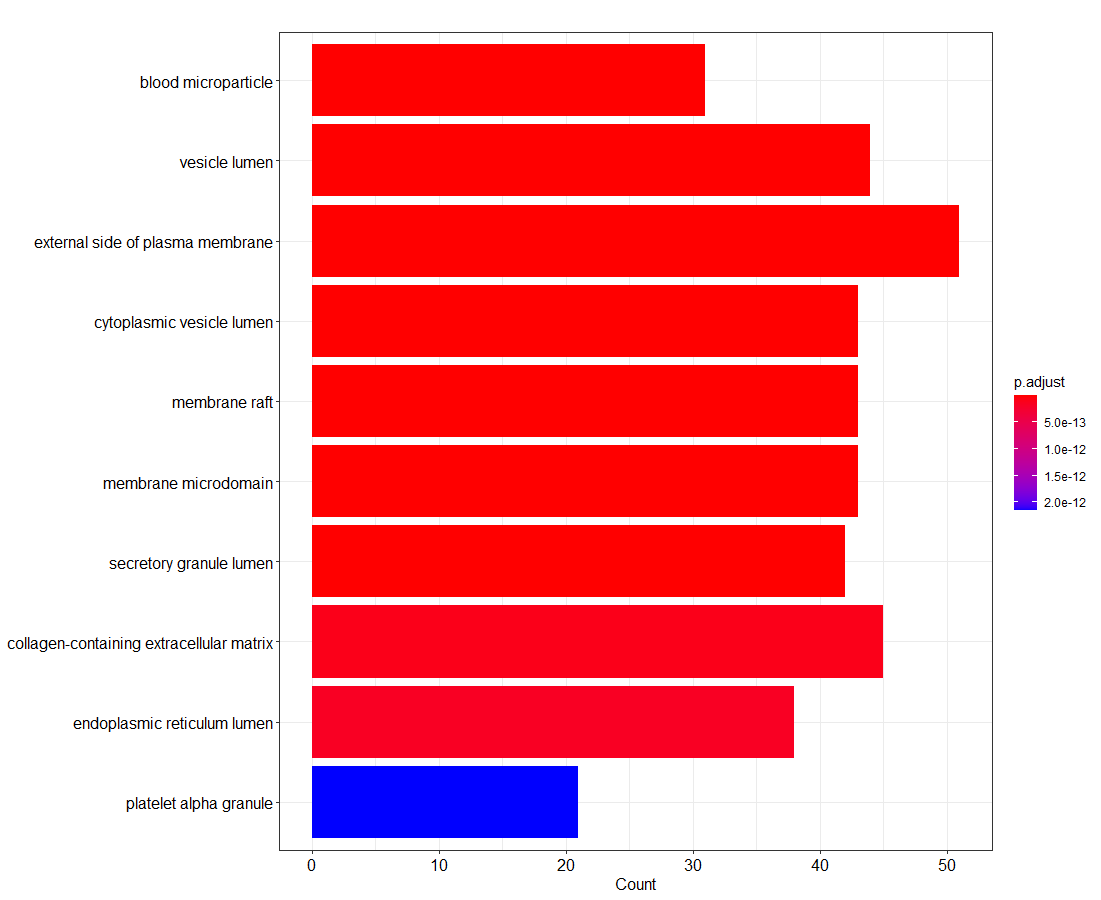 blood microparticle
vesicle lumen
external side of plasma membrane
cytoplasmic vesicle lumen
membrane raft
membrane microdomain
secretory granule lumen
collagen-containing extracellular matrix
endoplasmic reticulum lumen
platelet alpha granule
0 10 20 30 40 50
Count
p.adjust
5.0e-13
1.0e-12
1.5e-12
2.0e-12